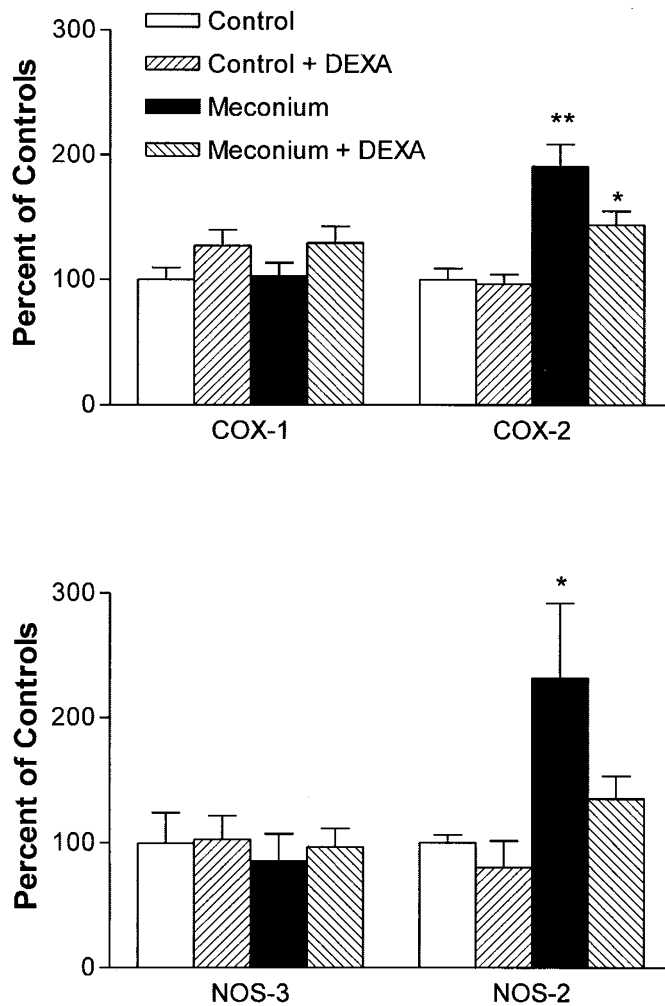 300
200
100
0
Percent of Controls
Control
Control + DEXA
Meconium
Meconium + DEXA
**
*
COX-1
COX-2
300
200
100
0
Percent of Controls
*
NOS-3
NOS-2